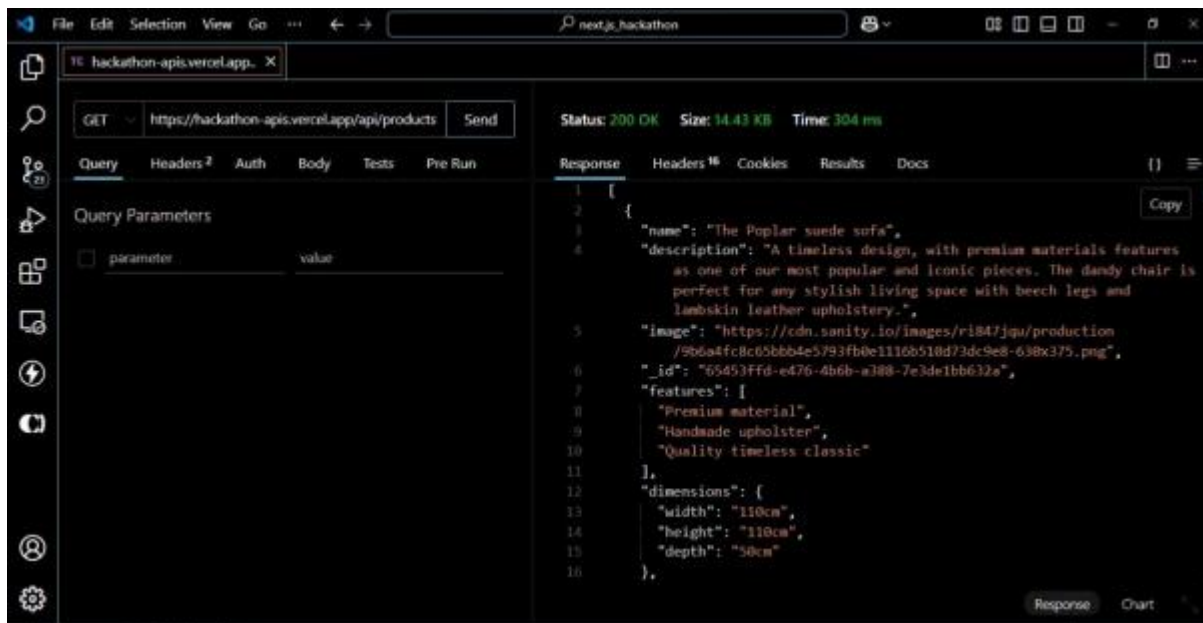 File Edit Selection View Go ... next.js_hackathon
TC hackathon-apis.vercel.app..
GET https://hackathon-apis.vercel.app/api/products Send
Status: 200 OK Size: 14.43 KB Time: 304 ms
Query Headers 2 Auth Body Tests Pre Run
Response Headers 16 Cookies Results Docs {}
23
Query Parameters
parameter value
Copy
1 [
2 {
3 "name": "The Poplar suede sofa",
4 "description": "A timeless design, with premium materials features
as one of our most popular and iconic pieces. The dandy chair is
perfect for any stylish living space with beech legs and
lambskin leather upholstery.",
5 "image": "https://cdn.sanity.io/images/ri847jqu/production
/9b6a4fc8c65bbb4e5793fb0e1116b510d73dc9e8-630x375.png",
6 "_id": "65453ffd-e476-4b6b-a388-7e3de1bb632a",
7 "features": [
8 "Premium material",
9 "Handmade upholster",
10 "Quality timeless classic"
11 ],
12 "dimensions": {
13 "width": "110cm",
14 "height": "110cm",
15 "depth": "50cm"
16 },
Response Chart